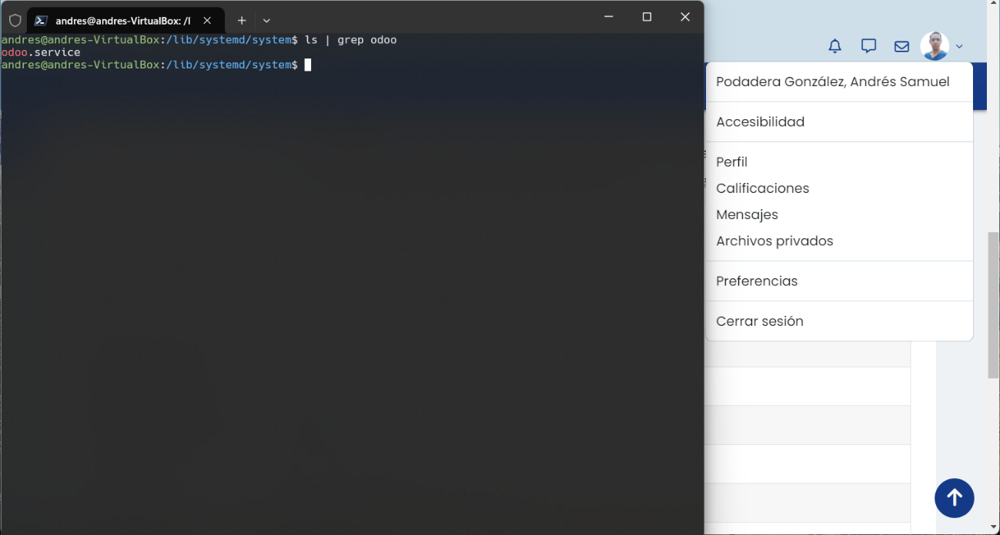 andres@andres-VirtualBox: /l
andres@andres-VirtualBox:/lib/systemd/system$ ls | grep odoo
odoo.service
andres@andres-VirtualBox:/lib/systemd/system$
Podadera González, Andrés Samuel
Accesibilidad
Perfil
Calificaciones
Mensajes
Archivos privados
Preferencias
Cerrar sesión